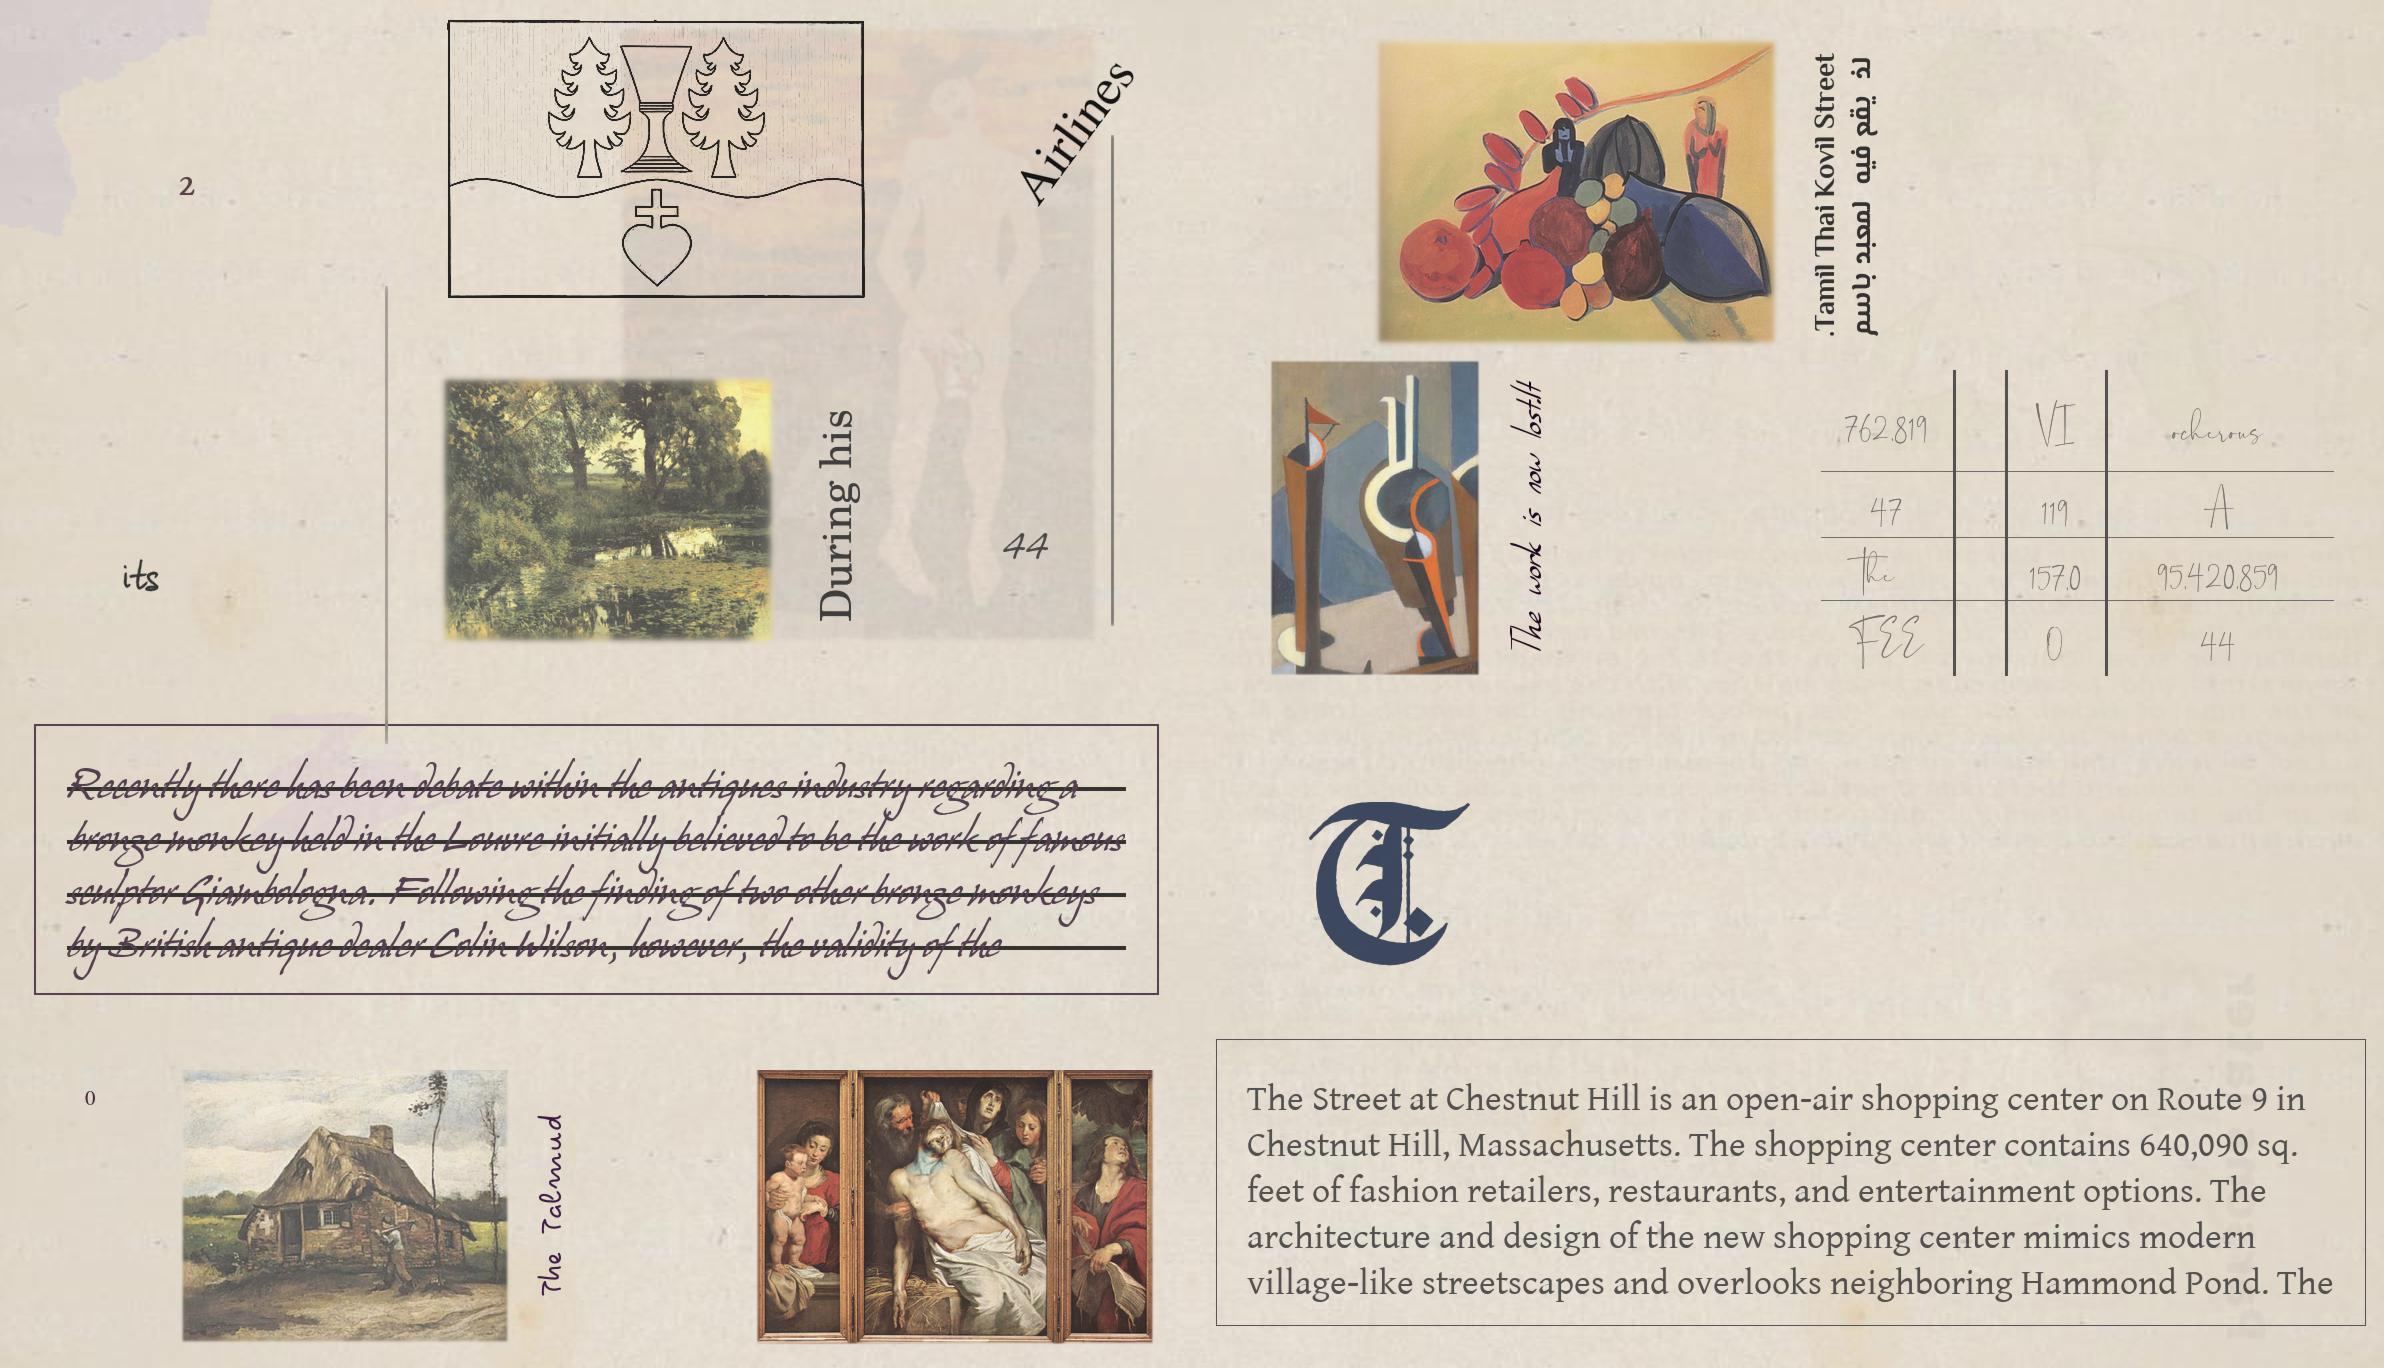 2
Airlines
During his
44
its
Recently there has been debate within the antiques industry regarding a
bronze monkey held in the Louvre initially believed to be the work of famous
sculptor Giambologna. Following the finding of two other bronze monkeys
by British antique dealer Colin Wilson, however, the validity of the
0
The Talmud
.Tamil Thai Kovil Street
لذ يقع فيه لمعبد باسم
The work is now lost.It
762.819 VI ocherous
47 119 A
The 157.0 95.420.859
FEE 0 44
T
The Street at Chestnut Hill is an open-air shopping center on Route 9 in
Chestnut Hill, Massachusetts. The shopping center contains 640,090 sq.
feet of fashion retailers, restaurants, and entertainment options. The
architecture and design of the new shopping center mimics modern
village-like streetscapes and overlooks neighboring Hammond Pond. The